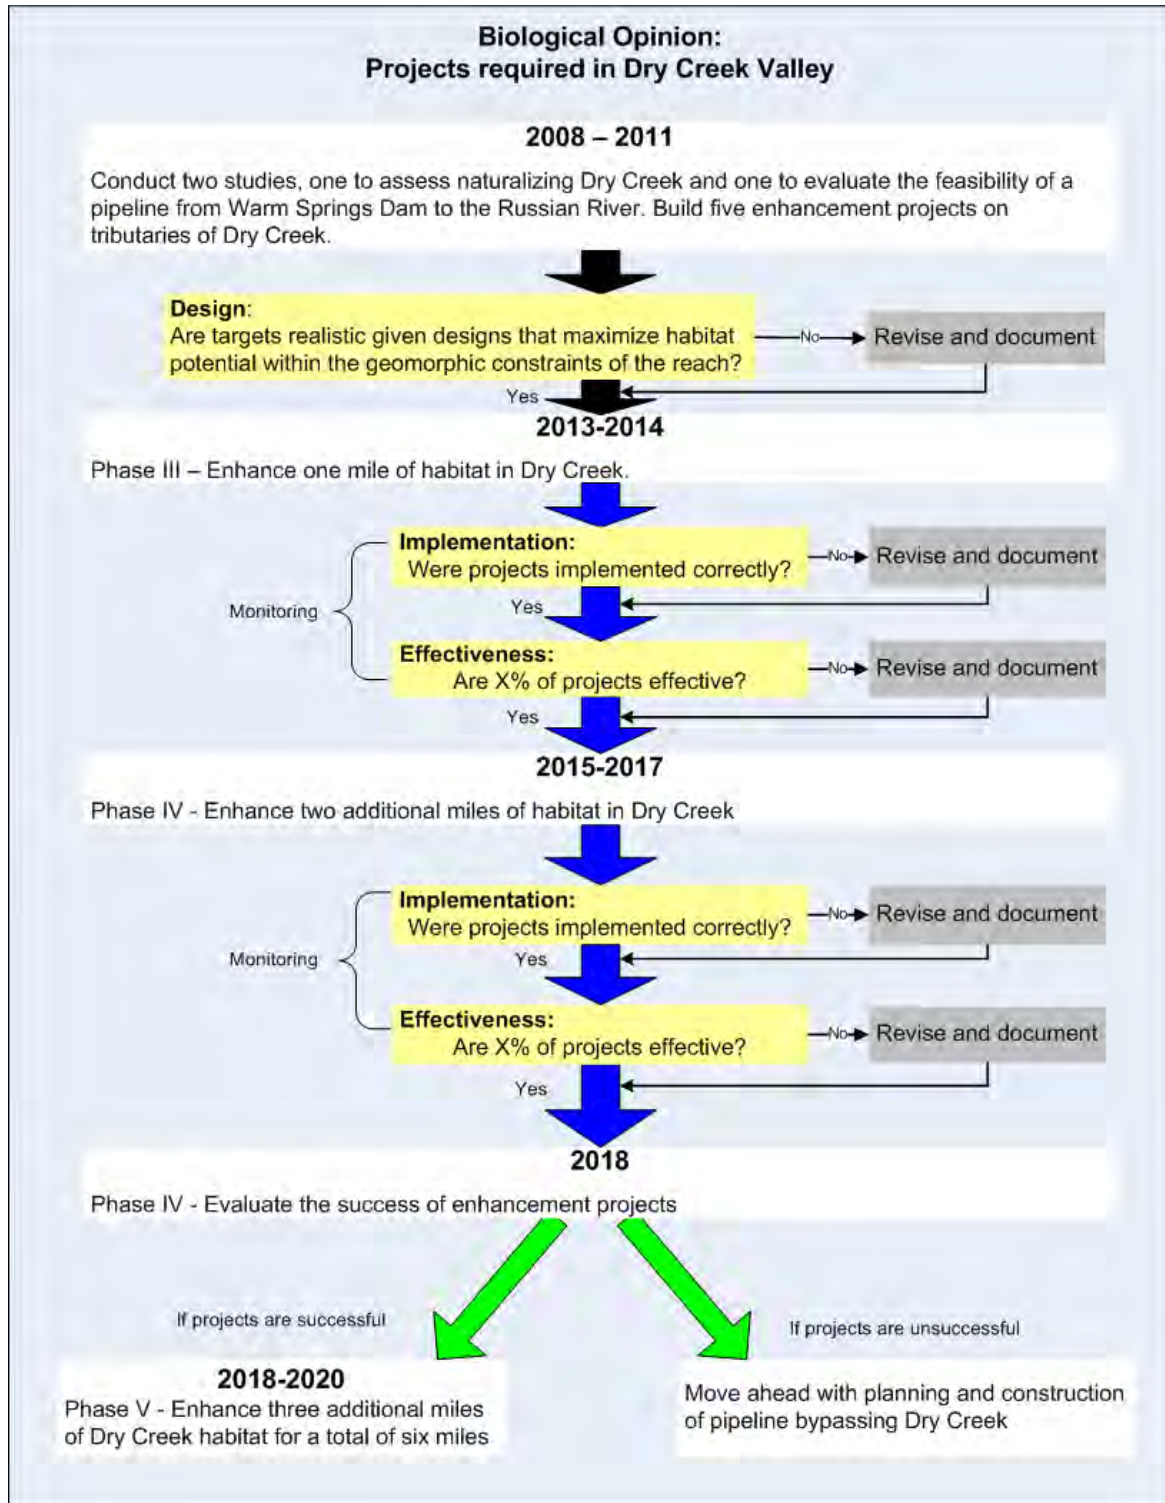 Biological Opinion:
Projects required in Dry Creek Valley
2008 – 2011
Conduct two studies, one to assess naturalizing Dry Creek and one to evaluate the feasibility of a
pipeline from Warm Springs Dam to the Russian River. Build five enhancement projects on
tributaries of Dry Creek.
Design:
Are targets realistic given designs that maximize habitat
potential within the geomorphic constraints of the reach?
No
Revise and document
Yes
2013-2014
Phase III – Enhance one mile of habitat in Dry Creek.
Implementation:
Were projects implemented correctly?
No
Revise and document
Monitoring
Yes
Effectiveness:
Are X% of projects effective?
No
Revise and document
Yes
2015-2017
Phase IV - Enhance two additional miles of habitat in Dry Creek
Implementation:
Were projects implemented correctly?
No
Revise and document
Monitoring
Yes
Effectiveness:
Are X% of projects effective?
No
Revise and document
Yes
2018
Phase IV - Evaluate the success of enhancement projects
If projects are successful
If projects are unsuccessful
2018-2020
Phase V - Enhance three additional miles
of Dry Creek habitat for a total of six miles
Move ahead with planning and construction
of pipeline bypassing Dry Creek